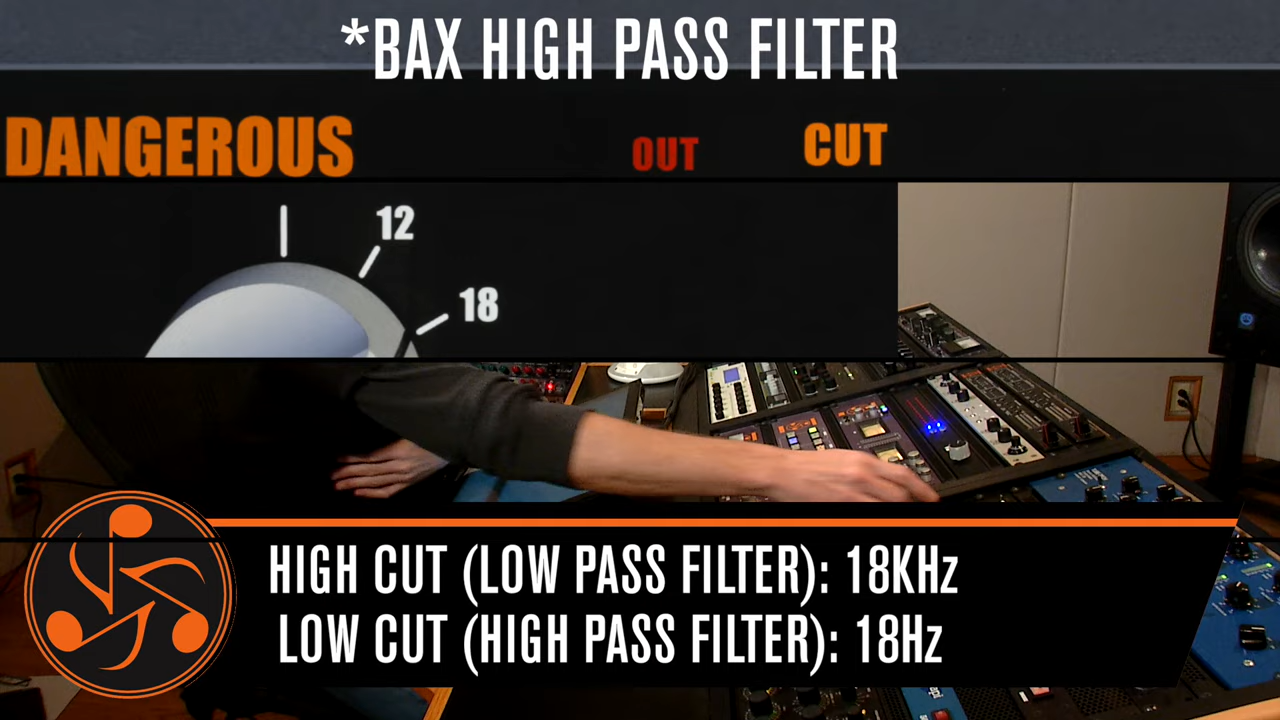 *BAX HIGH PASS FILTER
DANGEROUS
OUT
CUT
12
18
HIGH CUT (LOW PASS FILTER): 18KHz
LOW CUT (HIGH PASS FILTER): 18Hz